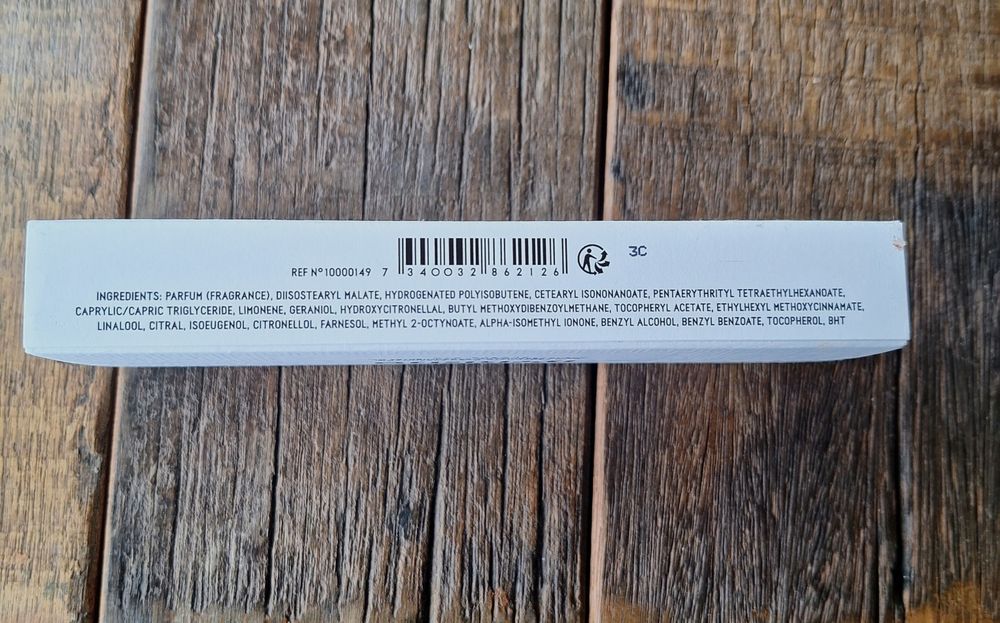 REF Nº10000149 7 340032 862126 3C
INGREDIENTS: PARFUM (FRAGRANCE), DIISOSTEARYL MALATE, HYDROGENATED POLYISOBUTENE, CETEARYL ISONONANOATE, PENTAERYTHRITYL TETRAETHYLHEXANOATE,
CAPRYLIC/CAPRIC TRIGLYCERIDE, LIMONENE, GERANIOL, HYDROXYCITRONELLAL, BUTYL METHOXYDIBENZOYLMETHANE, TOCOPHERYL ACETATE, ETHYLHEXYL METHOXYCINNAMATE,
LINALOOL, CITRAL, ISOEUGENOL, CITRONELLOL, FARNESOL, METHYL 2-OCTYNOATE, ALPHA-ISOMETHYL IONONE, BENZYL ALCOHOL, BENZYL BENZOATE, TOCOPHEROL, BHT